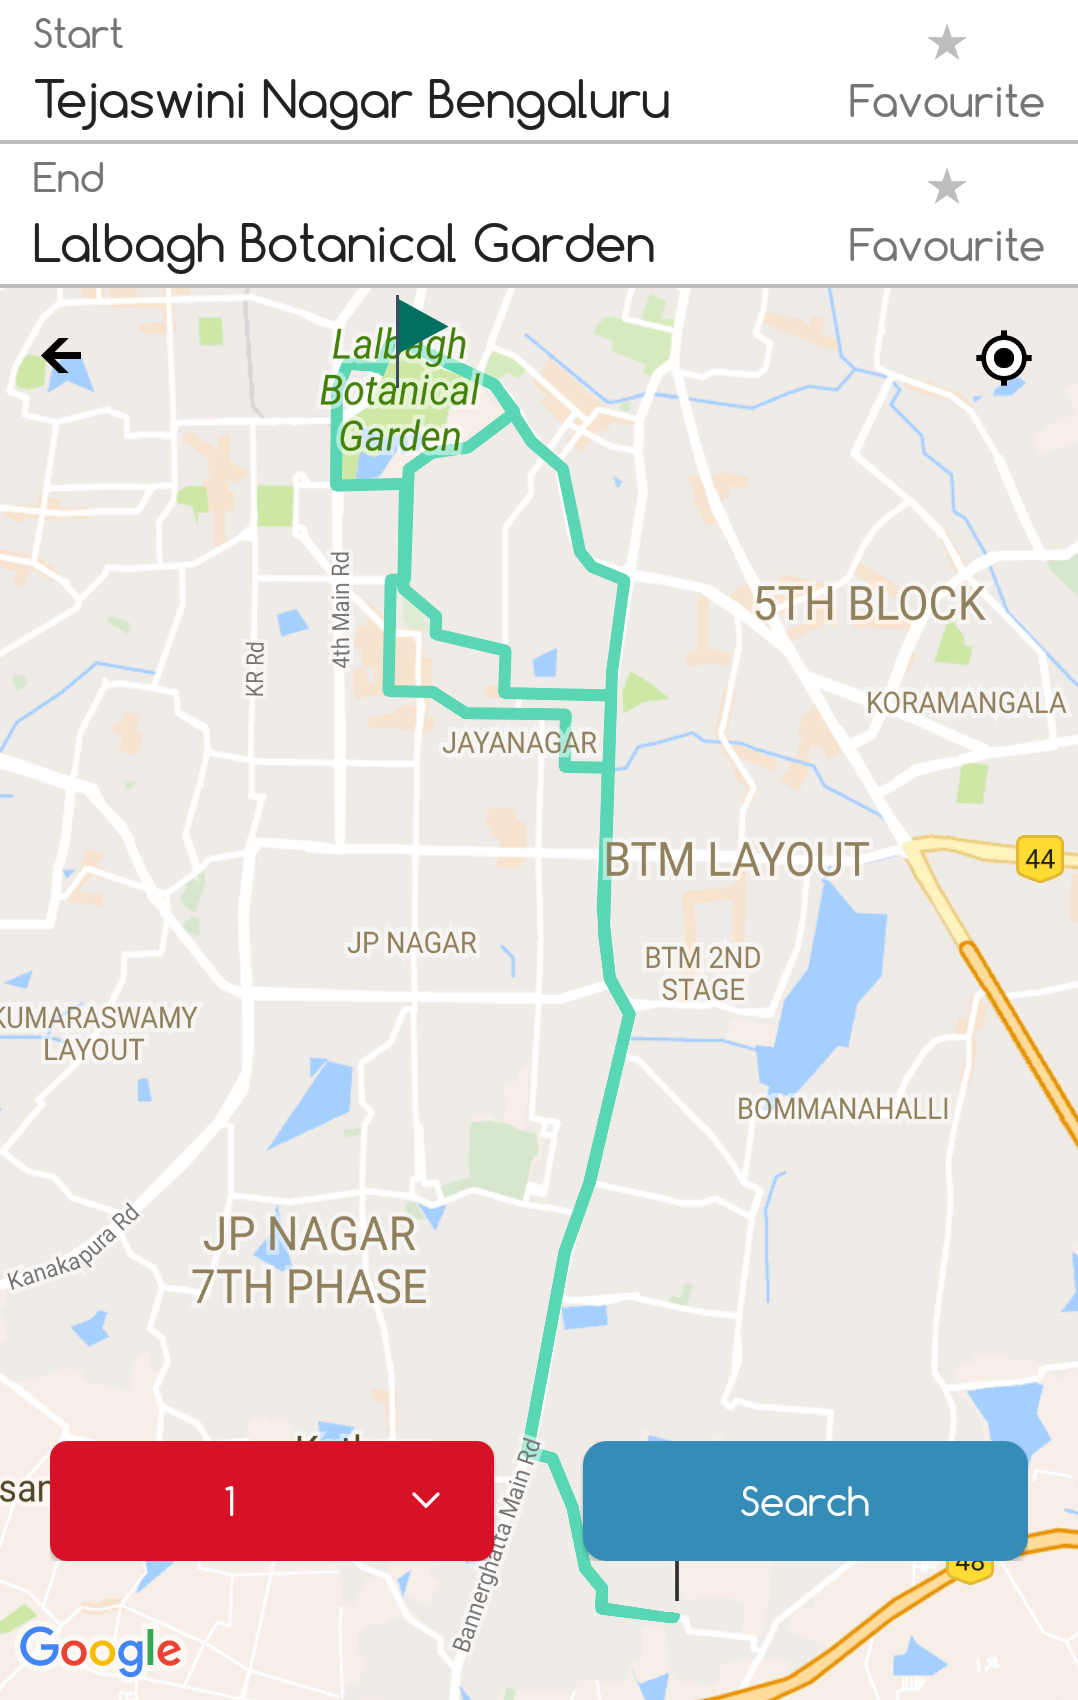 Start
Tejaswini Nagar Bengaluru
Favourite
End
Lalbagh Botanical Garden
Favourite
Lalbagh
Botanical
Garden
4th Main Rd
KR Rd
5TH BLOCK
KORAMANGALA
JAYANAGAR
BTM LAYOUT
44
JP NAGAR
BTM 2ND
STAGE
KUMARASWAMY
LAYOUT
BOMMANAHALLI
Kanakapura Rd
JP NAGAR
7TH PHASE
Bannerghatta Main Rd
1
Search
48
Google